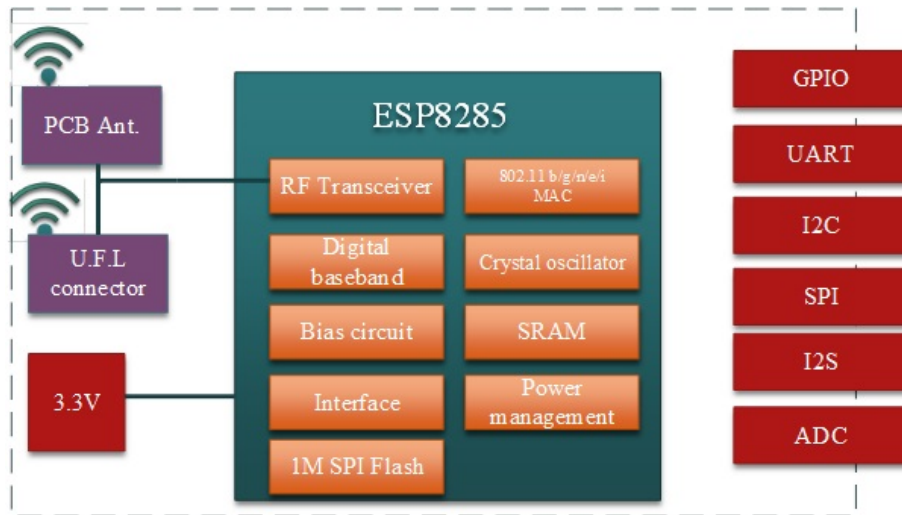 PCB Ant.
U.F.L
connector
3.3V
ESP8285
RF Transceiver
802.11 b/g/n/e/i
MAC
Digital
baseband
Crystal oscillator
Bias circuit
SRAM
Interface
Power
management
1M SPI Flash
GPIO
UART
I2C
SPI
I2S
ADC